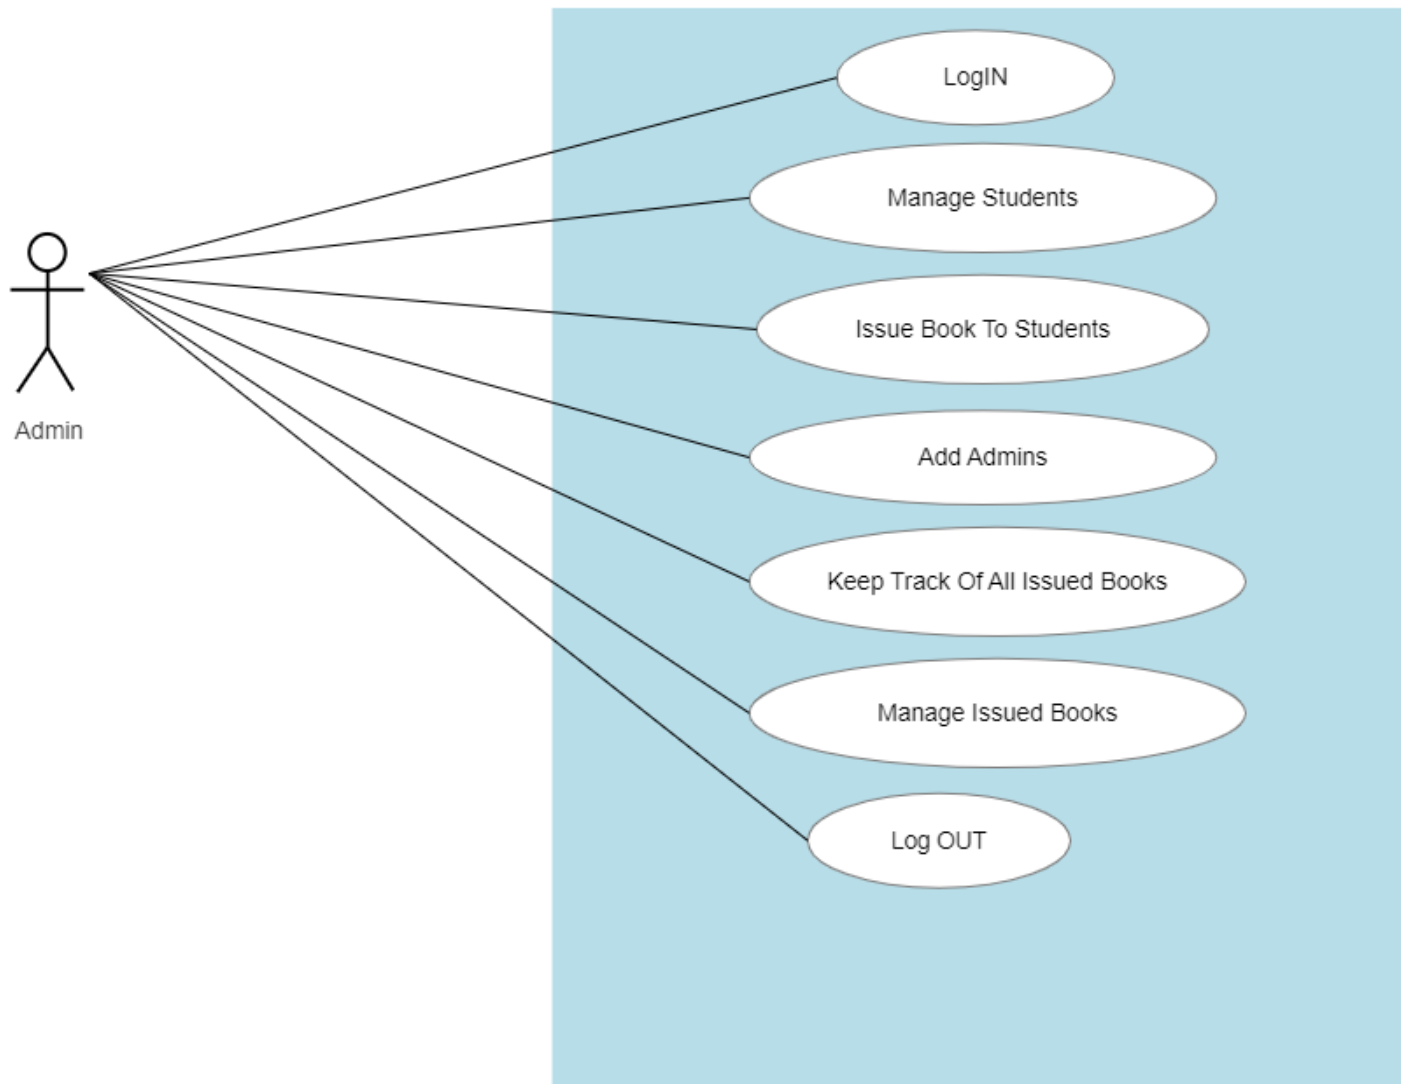 LogIN
Manage Students
Issue Book To Students
Admin
Add Admins
Keep Track Of All Issued Books
Manage Issued Books
Log OUT